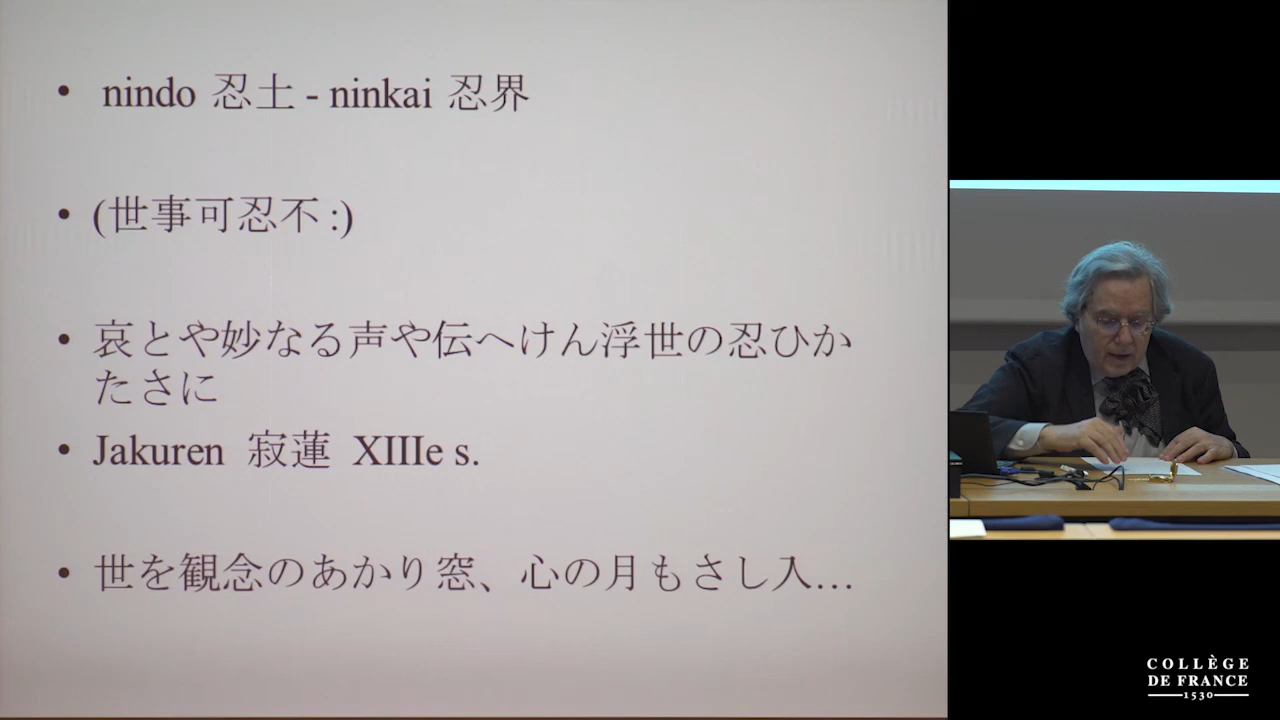 • nindo 忍土 - ninkai 忍界
• (世事可忍不:)
• 哀とや妙なる声や伝へけん浮世の忍ひか
たさに
• Jakuren 寂蓮 XIIIe s.
• 世を観念のあかり窓、心の月もさし入…
COLLÈGE
DE FRANCE
1530